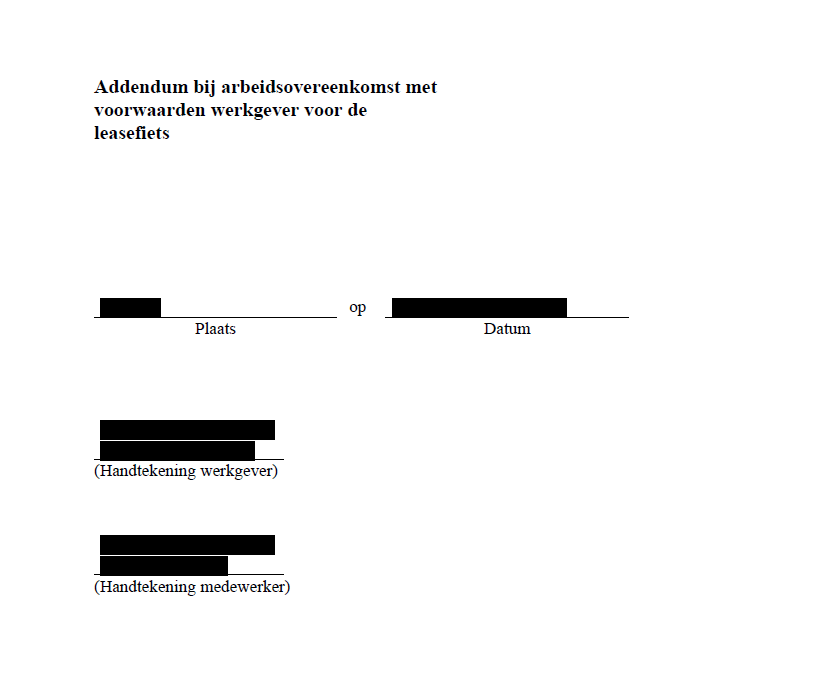 Addendum bij arbeidsovereenkomst met
voorwaarden werkgever voor de
leasefiets
op
Plaats Datum
(Handtekening werkgever)
(Handtekening medewerker)